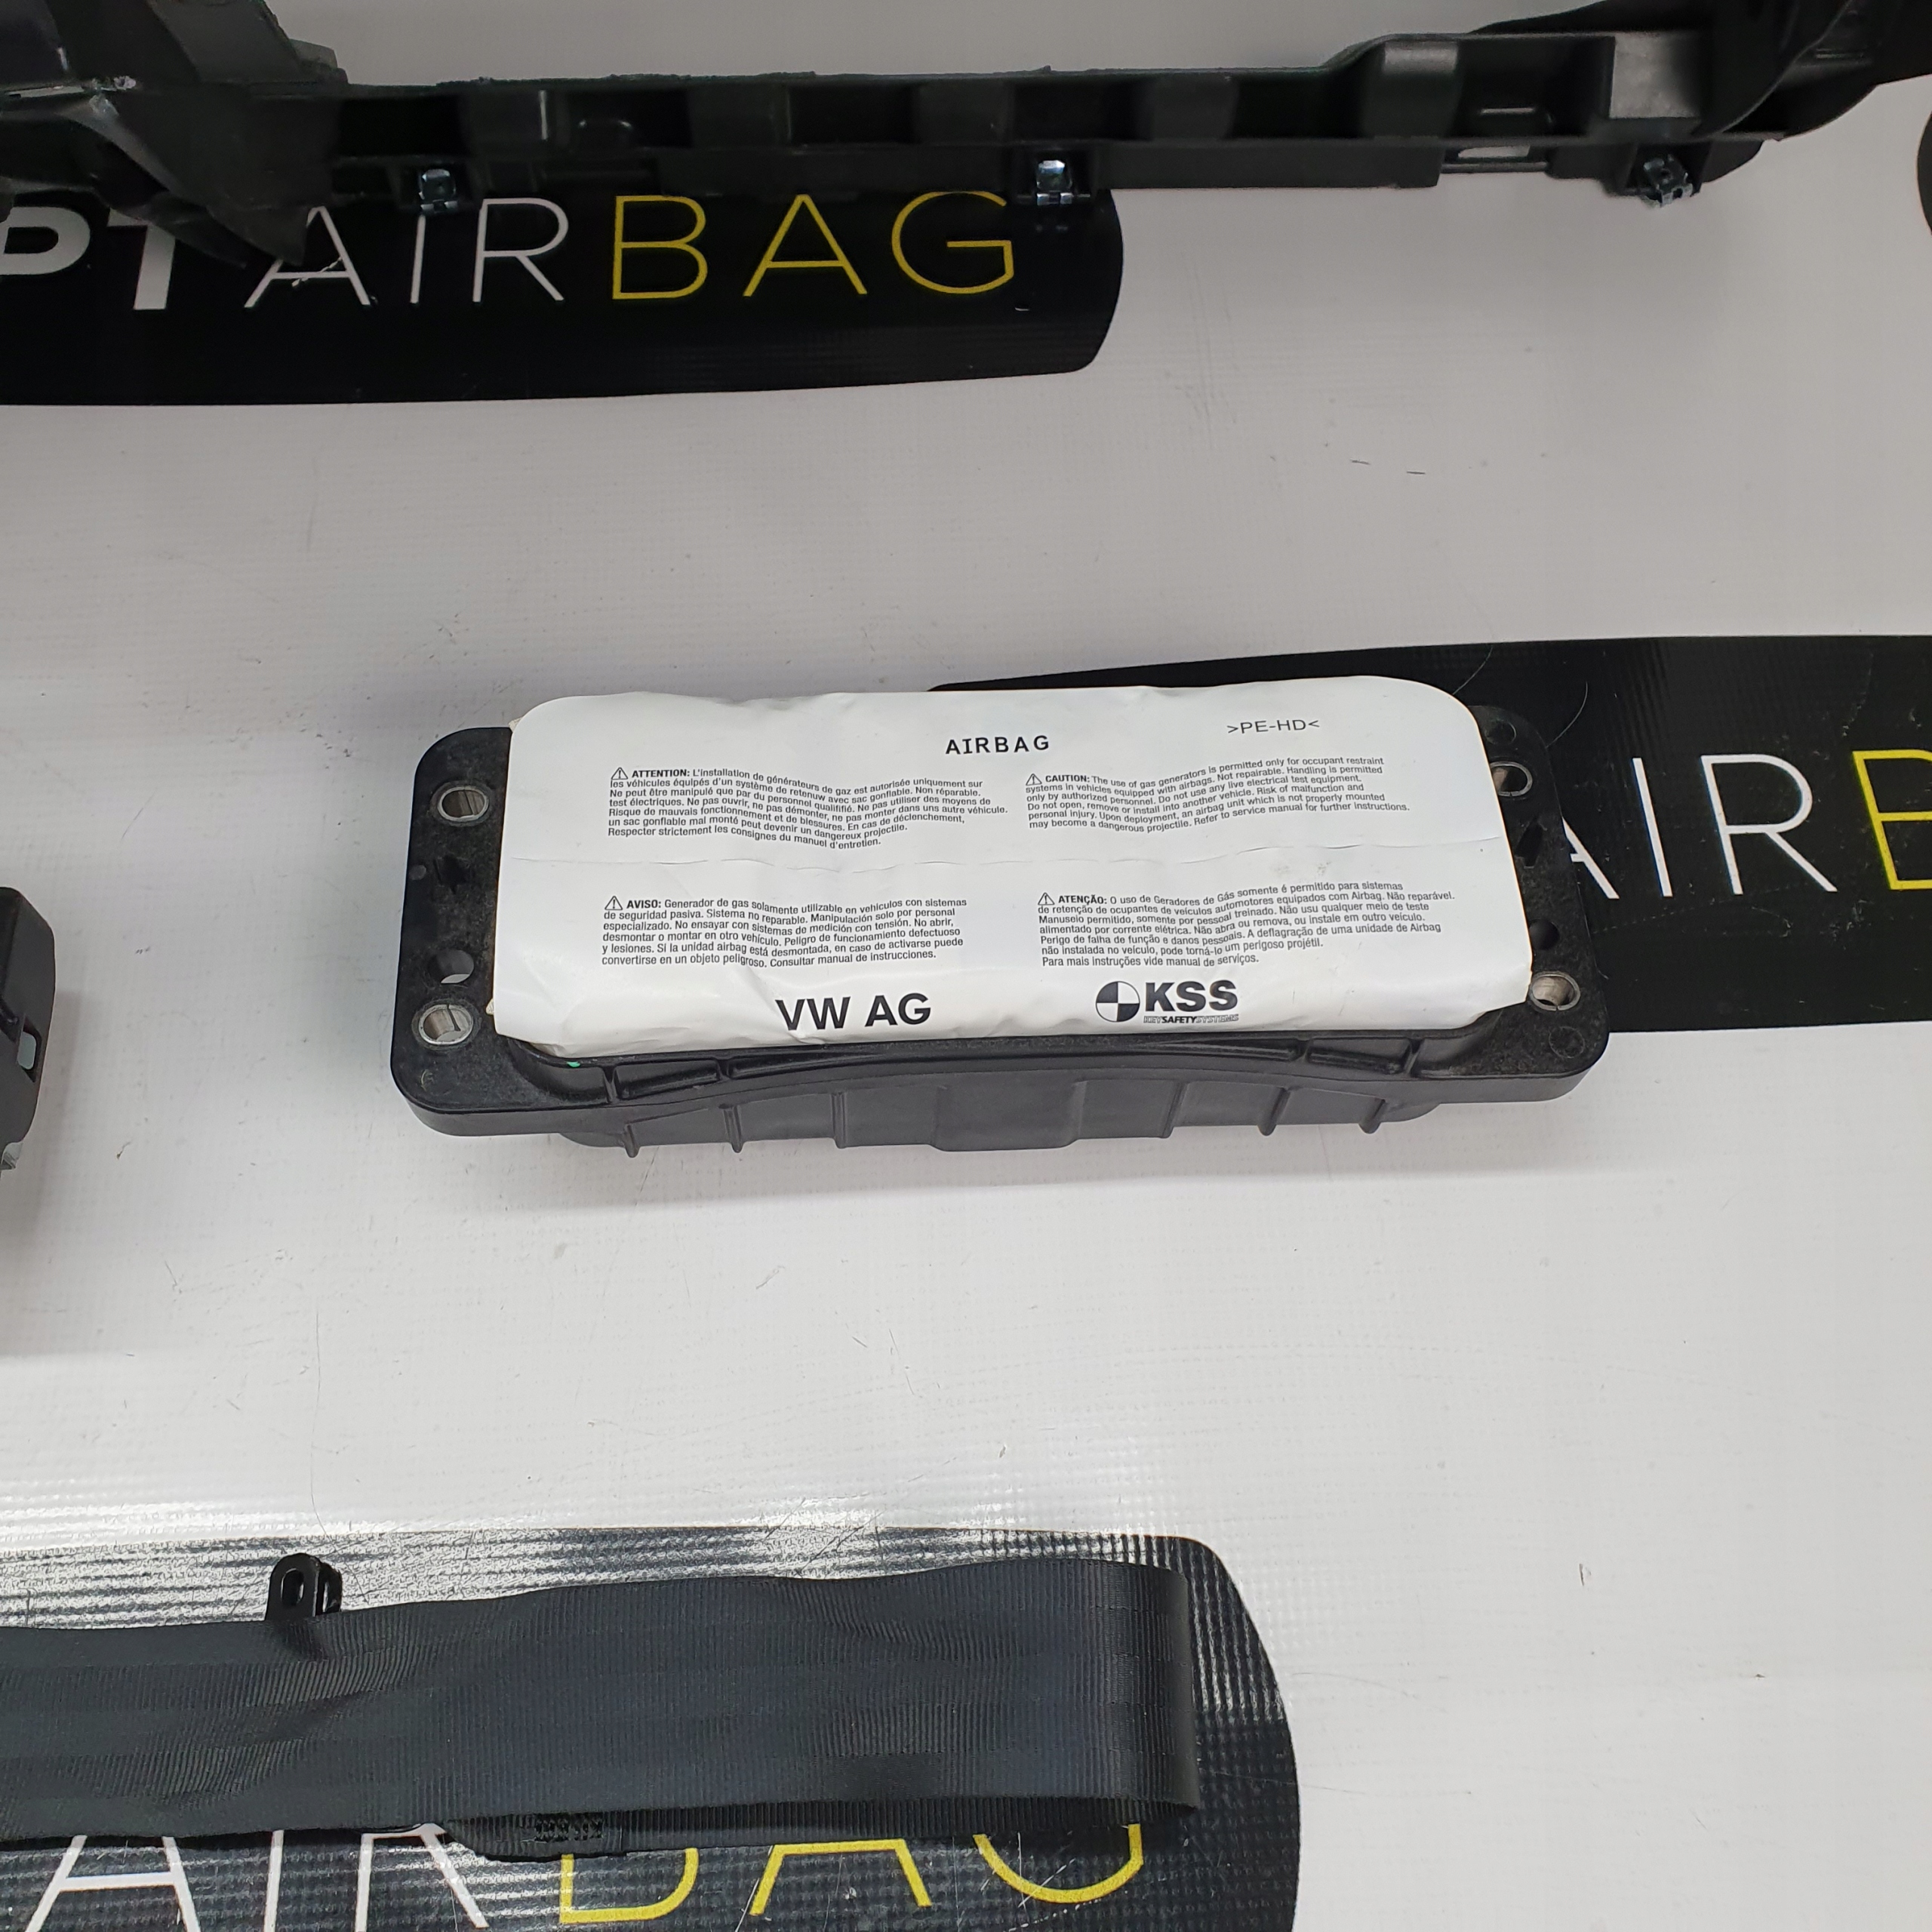 PT AIRBAG
AIRBAG
>PE-HD<
ATTENTION: L'installation de générateurs de gaz est autorisée uniquement sur
les véhicules équipés d'un système de retenuw avec sac gonflable. Non réparable.
Ne peut être manipulé que par du personnel qualifié. Ne pas utiliser des moyens de
test électriques. Ne pas ouvrir, ne pas démonter, ne pas monter dans uns autre véhicule.
Risque de mauvais fonctionnement et de blessures. En cas de déclenchement,
un sac gonflable mal monté peut devenir un dangereux projectile.
Respecter strictement les consignes du manuel d'entretien.
CAUTION: The use of gas generators is permitted only for occupant restraint
systems in vehicles equipped with airbags. Not repairable. Handling is permitted
only by authorized personnel. Do not use any live electrical test equipment.
Do not open, remove or install into another vehicle. Risk of malfunction and
personal injury. Upon deployment, an airbag unit which is not properly mounted
may become a dangerous projectile. Refer to service manual for further instructions.
AVISO: Generador de gas solamente utilizable en vehiculos con sistemas
de seguridad pasiva. Sistema no reparable. Manipulación solo por personal
especializado. No ensayar con sistemas de medición con tensión. No abrir,
desmontar o montar en otro vehículo. Peligro de funcionamiento defectuoso
y lesiones. Si la unidad airbag está desmontada, en caso de activarse puede
convertirse en un objeto peligroso. Consultar manual de instrucciones.
ATENÇÃO: O uso de Geradores de Gás somente é permitido para sistemas
de retenção de ocupantes de veículos automotores equipados com Airbag. Não reparável.
Manuseio permitido, somente por pessoal treinado. Não usu qualquer meio de teste
alimentado por corrente elétrica. Não abra ou remova, ou instale em outro veículo.
Perigo de falha de função e danos pessoais. A deflagração de uma unidade de Airbag
não instalada no veículo, pode torná-lo um perigoso projétil.
Para mais instruções vide manual de serviços.
VW AG
KSS
KEYSAFETYSYSTEMS
AIRB
AIRBAG